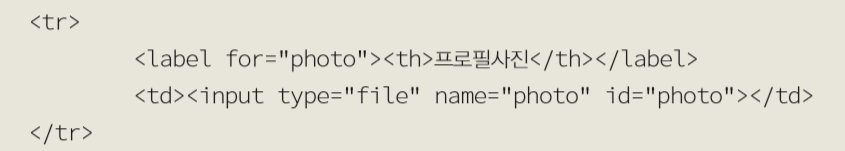 <tr>
<label for="photo"><th>프로필사진</th></label>
<td><input type="file" name="photo" id="photo"></td>
</tr>